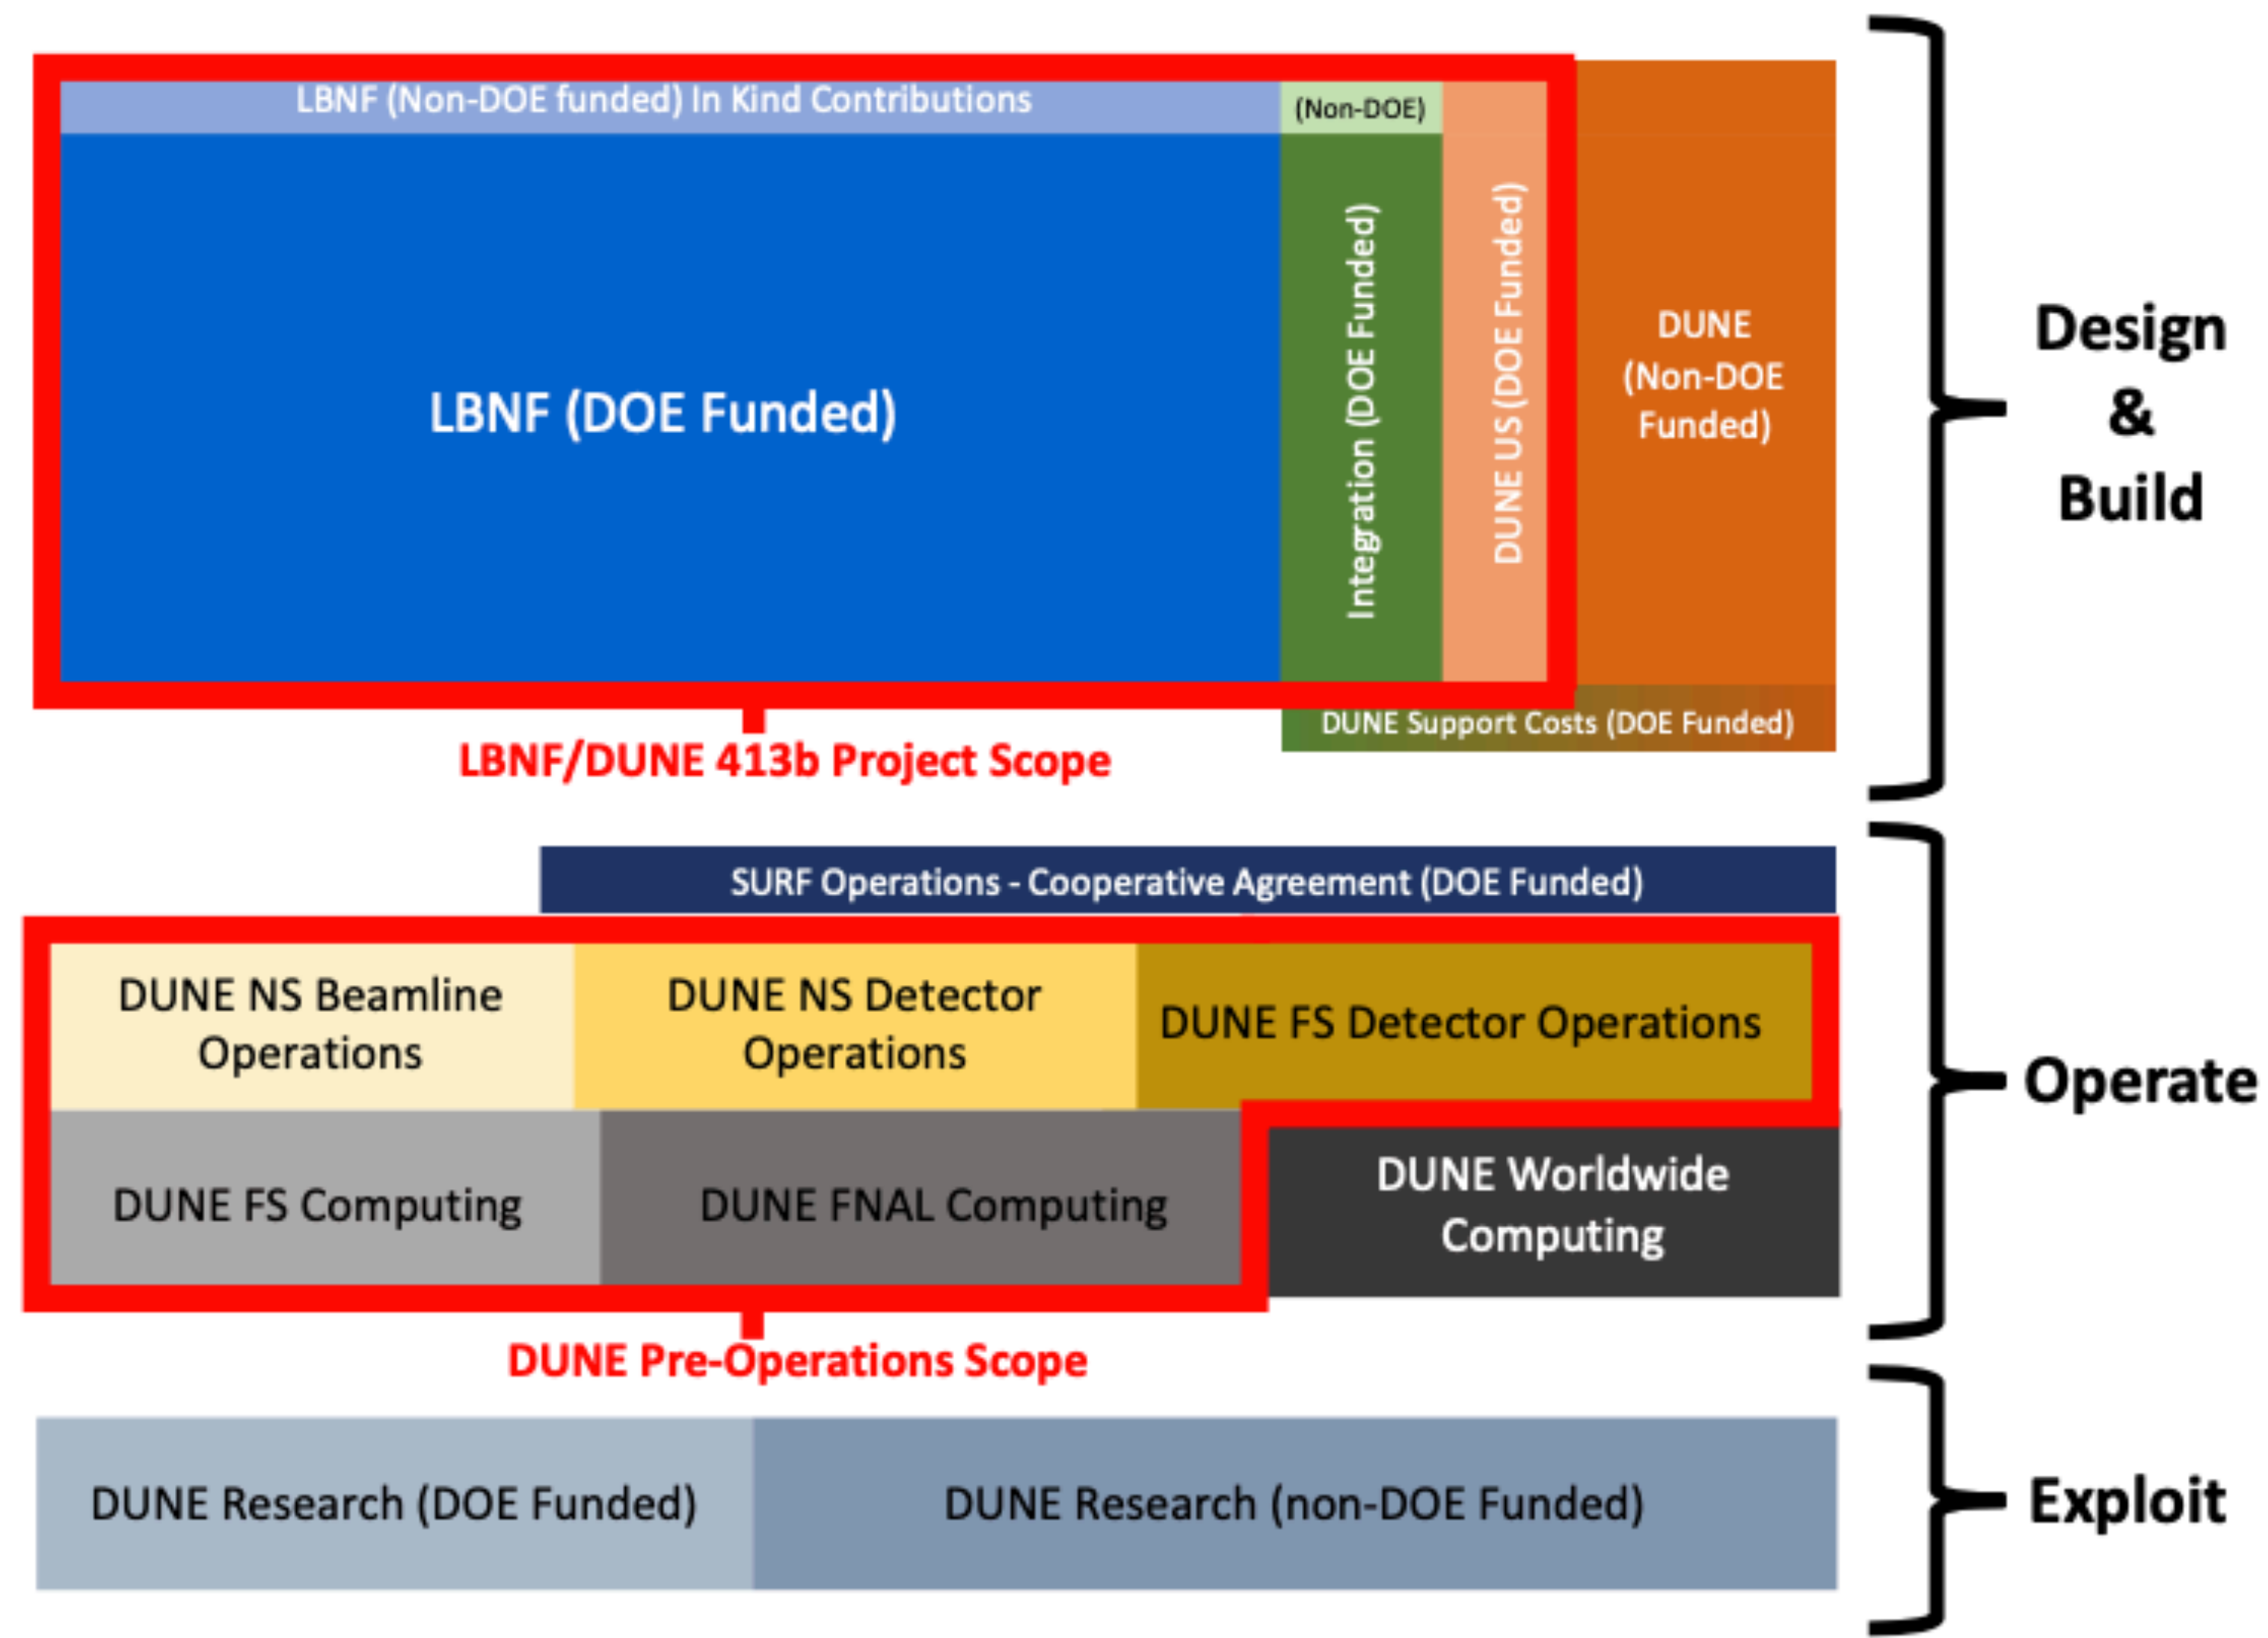 LBNF (Non-DOE funded) In Kind Contributions
(Non-DOE)
LBNF (DOE Funded)
Integration (DOE Funded)
DUNE US (DOE Funded)
DUNE
(Non-DOE
Funded)
DUNE Support Costs (DOE Funded)
LBNF/DUNE 413b Project Scope
Design
&
Build
SURF Operations - Cooperative Agreement (DOE Funded)
DUNE NS Beamline
Operations
DUNE NS Detector
Operations
DUNE FS Detector Operations
DUNE FS Computing
DUNE FNAL Computing
DUNE Worldwide
Computing
Operate
DUNE Pre-Operations Scope
DUNE Research (DOE Funded)
DUNE Research (non-DOE Funded)
Exploit